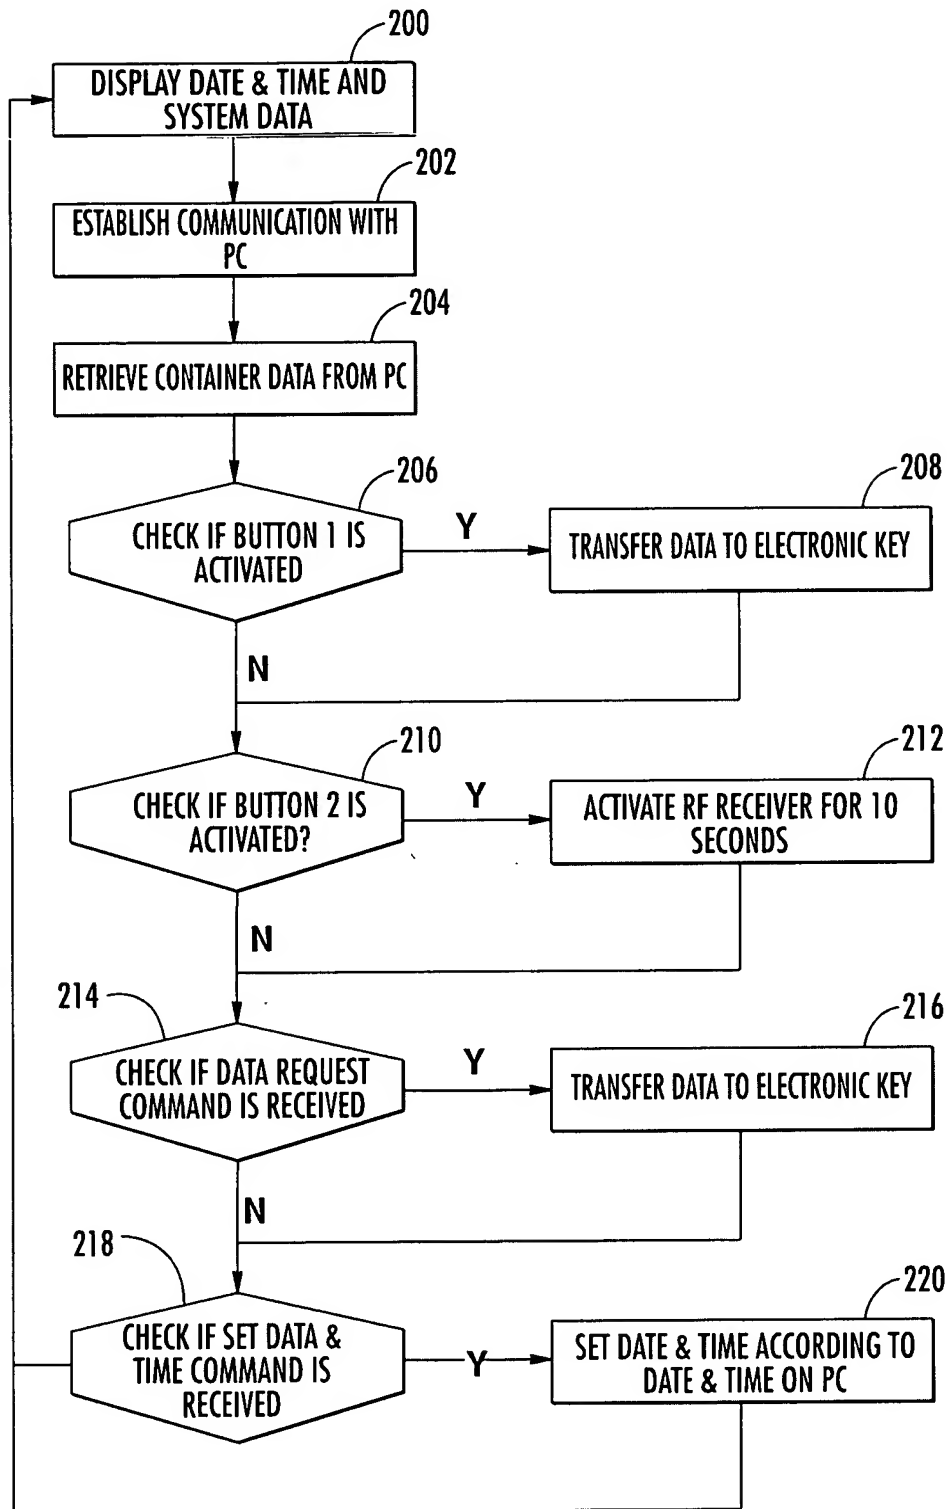 200
DISPLAY DATE & TIME AND
SYSTEM DATA
202
ESTABLISH COMMUNICATION WITH
PC
204
RETRIEVE CONTAINER DATA FROM PC
206
CHECK IF BUTTON 1 IS
ACTIVATED
Y
208
TRANSFER DATA TO ELECTRONIC KEY
N
210
CHECK IF BUTTON 2 IS
ACTIVATED?
Y
212
ACTIVATE RF RECEIVER FOR 10
SECONDS
N
214
CHECK IF DATA REQUEST
COMMAND IS RECEIVED
Y
216
TRANSFER DATA TO ELECTRONIC KEY
N
218
CHECK IF SET DATA &
TIME COMMAND IS
RECEIVED
Y
220
SET DATE & TIME ACCORDING TO
DATE & TIME ON PC